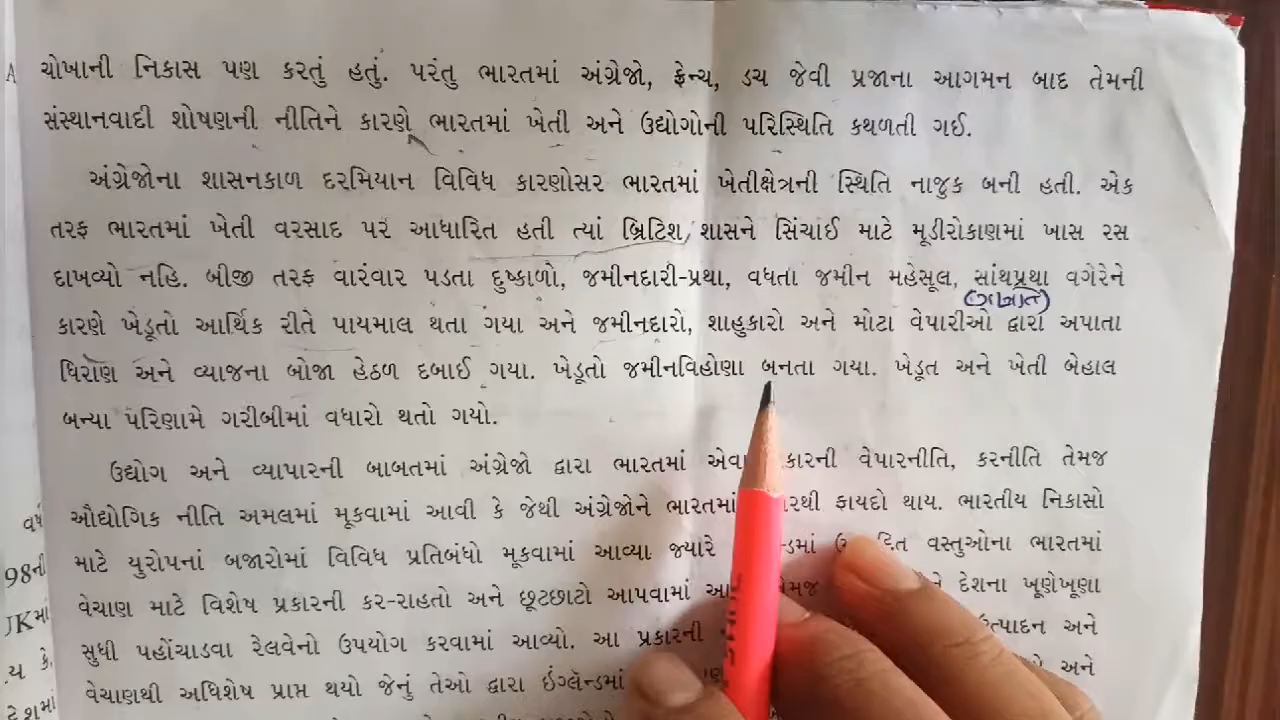 ચોખાની નિકાસ પણ કરતું હતું. પરંતુ ભારતમાં અંગ્રેજો, ફ્રેન્ચ, ડચ જેવી પ્રજાના આગમન બાદ તેમની
સંસ્થાનવાદી શોષણની નીતિને કારણે ભારતમાં ખેતી અને ઉદ્યોગોની પરિસ્થિતિ કથળતી ગઈ.
અંગ્રેજોના શાસનકાળ દરમિયાન વિવિધ કારણોસર ભારતમાં ખેતીક્ષેત્રની સ્થિતિ નાજુક બની હતી. એક
તરફ ભારતમાં ખેતી વરસાદ પર આધારિત હતી ત્યાં બ્રિટિશ શાસને સિંચાઈ માટે મૂડીરોકાણમાં ખાસ રસ
દાખવ્યો નહિ. બીજી તરફ વારંવાર પડતા દુષ્કાળો, જમીનદારી-પ્રથા, વધતા જમીન મહેસૂલ, સાંથપ્રથા વગેરેને
કારણે ખેડૂતો આર્થિક રીતે પાયમાલ થતા ગયા અને જમીનદારો, શાહુકારો અને મોટા વેપારીઓ દ્વારા અપાતા
ધિરાણ અને વ્યાજના બોજા હેઠળ દબાઈ ગયા. ખેડૂતો જમીનવિહોણા બનતા ગયા. ખેડૂત અને ખેતી બેહાલ
બન્યા પરિણામે ગરીબીમાં વધારો થતો ગયો.
ઉદ્યોગ અને વ્યાપારની બાબતમાં અંગ્રેજો દ્વારા ભારતમાં વેપારનીતિ, કરનીતિ તેમજ
ઔદ્યોગિક નીતિ અમલમાં મૂકવામાં આવી કે જેથી અંગ્રેજોને ભારતમાં ફાયદો થાય. ભારતીય નિકાસો
માટે યુરોપનાં બજારોમાં વિવિધ પ્રતિબંધો મૂકવામાં આવ્યા જ્યારે વસ્તુઓના ભારતમાં
વેચાણ માટે વિશેષ પ્રકારની કર-રાહતો અને છૂટછાટો આપવામાં દેશના ખૂણેખૂણા
સુધી પહોંચાડવા રેલવેનો ઉપયોગ કરવામાં આવ્યો. આ પ્રકારની ઉત્પાદન અને
વેચાણથી અધિશેષ પ્રાપ્ત થયો જેનું તેઓ દ્વારા ઇંગ્લૅન્ડમાં અને